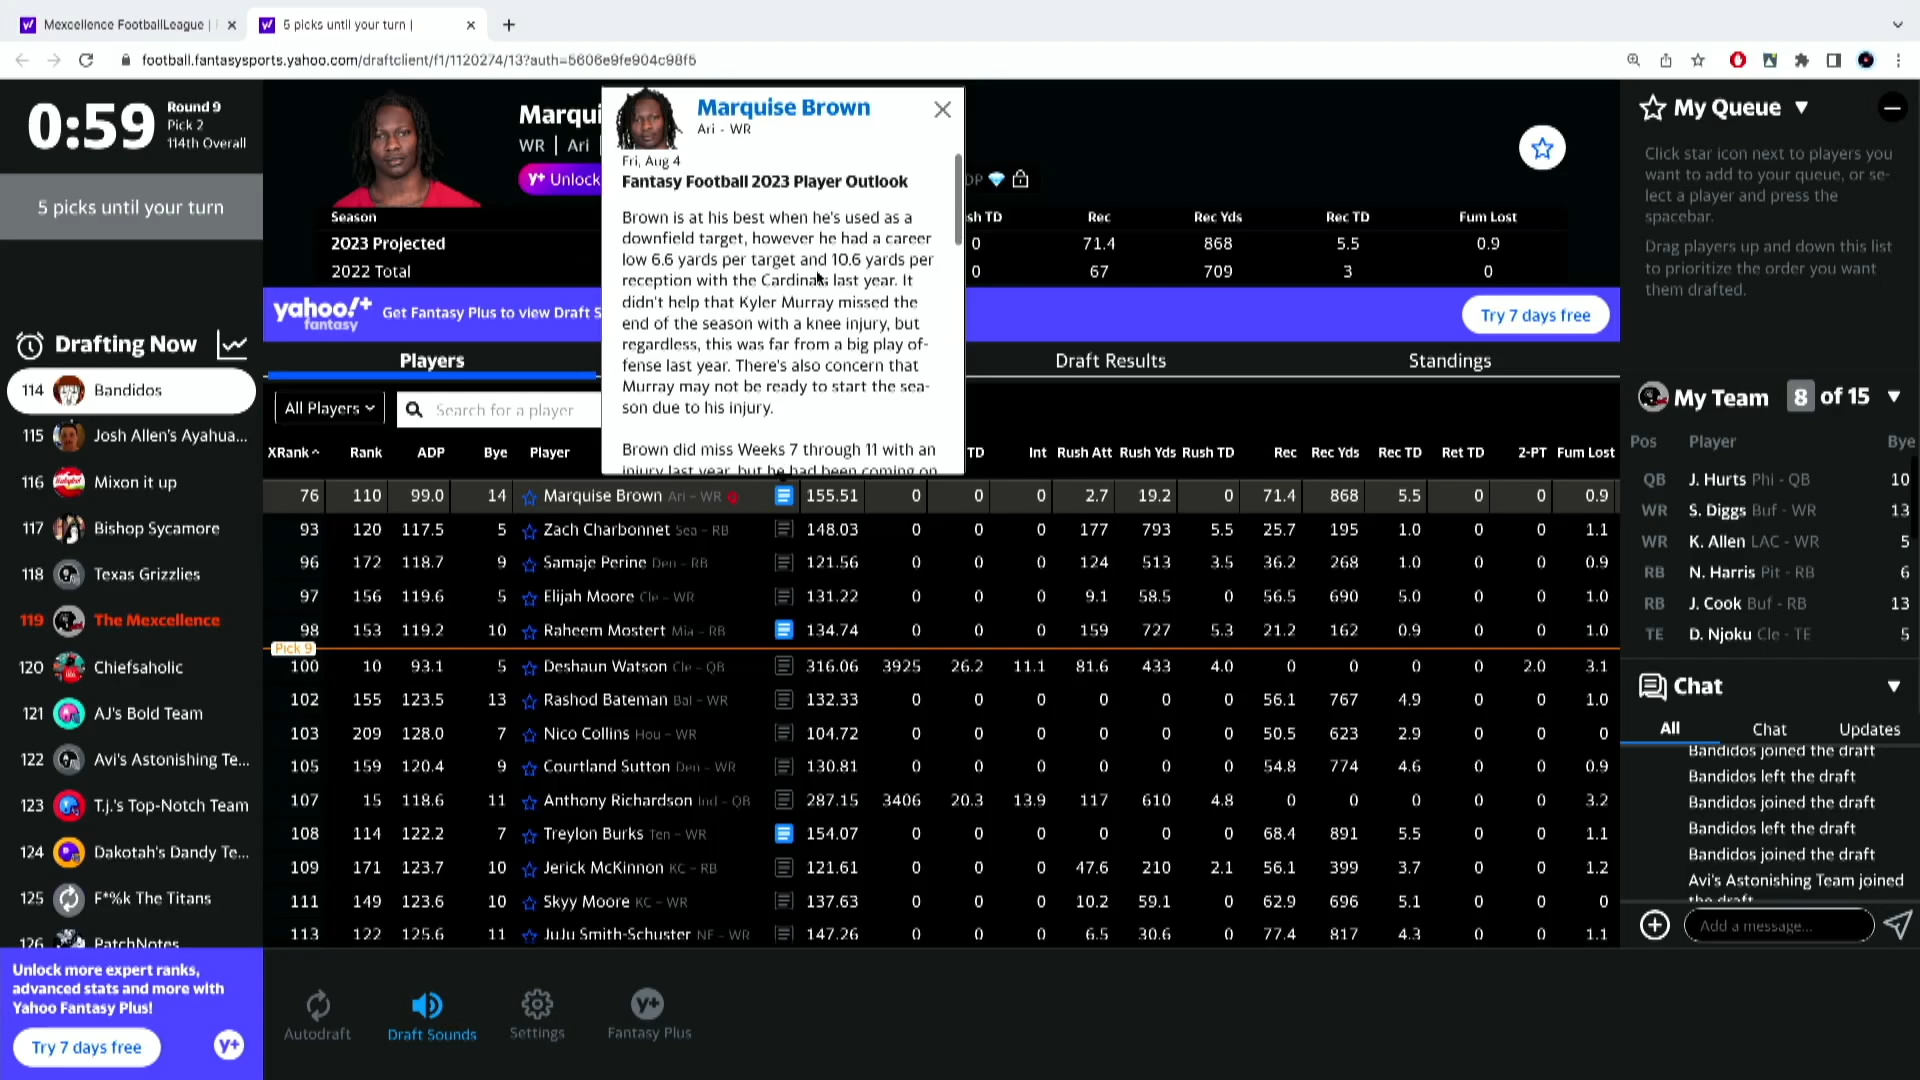 Mexcellence FootballLeague |
5 picks until your turn |
football.fantasysports.yahoo.com/draftclient/f1/1120274/13?auth=5606e9fe904c98f5
0:59
Round 9
Pick 2
114th Overall
5 picks until your turn
Drafting Now
114 Bandidos
115 Josh Allen's Ayahua...
116 Mixon it up
117 Bishop Sycamore
118 Texas Grizzlies
119 The Mexcellence
120 Chiefsaholic
121 AJ's Bold Team
122 Avi's Astonishing Te...
123 T.j.'s Top-Notch Team
124 Dakotah's Dandy Te...
125 F*%k The Titans
126 PatchNotes
Unlock more expert ranks,
advanced stats and more with
Yahoo Fantasy Plus!
Try 7 days free y+
Marqui
WR | Ari
y+ Unlock
DP
Season sh TD Rec Rec Yds Rec TD Fum Lost
2023 Projected 0 71.4 868 5.5 0.9
2022 Total 0 67 709 3 0
yahoo!+
fantasy
Get Fantasy Plus to view Draft S
Try 7 days free
Marquise Brown
Ari - WR
Fri, Aug 4
Fantasy Football 2023 Player Outlook
Brown is at his best when he's used as a
downfield target, however he had a career
low 6.6 yards per target and 10.6 yards per
reception with the Cardinals last year. It
didn't help that Kyler Murray missed the
end of the season with a knee injury, but
regardless, this was far from a big play of-
fense last year. There's also concern that
Murray may not be ready to start the sea-
son due to his injury.
Brown did miss Weeks 7 through 11 with an
injury last year, but he had been coming on
Players Draft Results Standings
All Players
Search for a player
XRank Rank ADP Bye Player TD Int Rush Att Rush Yds Rush TD Rec Rec Yds Rec TD Ret TD 2-PT Fum Lost
76 110 99.0 14 Marquise Brown Ari - WR 155.51 0 0 0 2.7 19.2 0 71.4 868 5.5 0 0 0.9
93 120 117.5 5 Zach Charbonnet Sea - RB 148.03 0 0 0 177 793 5.5 25.7 195 1.0 0 0 1.1
96 172 118.7 9 Samaje Perine Den - RB 121.56 0 0 0 124 513 3.5 36.2 268 1.0 0 0 0.9
97 156 119.6 5 Elijah Moore Cle - WR 131.22 0 0 0 9.1 58.5 0 56.5 690 5.0 0 0 1.0
98 153 119.2 10 Raheem Mostert Mia - RB 134.74 0 0 0 159 727 5.3 21.2 162 0.9 0 0 1.0
Pick 9
100 10 93.1 5 Deshaun Watson Cle - QB 316.06 3925 26.2 11.1 81.6 433 4.0 0 0 0 0 2.0 3.1
102 155 123.5 13 Rashod Bateman Bal - WR 132.33 0 0 0 0 0 0 56.1 767 4.9 0 0 1.0
103 209 128.0 7 Nico Collins Hou - WR 104.72 0 0 0 0 0 0 50.5 623 2.9 0 0 0
105 159 120.4 9 Courtland Sutton Den - WR 130.81 0 0 0 0 0 0 54.8 774 4.6 0 0 0.9
107 15 118.6 11 Anthony Richardson Ind - QB 287.15 3406 20.3 13.9 117 610 4.8 0 0 0 0 0 3.2
108 114 122.2 7 Treylon Burks Ten - WR 154.07 0 0 0 0 0 0 68.4 891 5.5 0 0 1.1
109 171 123.7 10 Jerick McKinnon KC - RB 121.61 0 0 0 47.6 210 2.1 56.1 399 3.7 0 0 1.2
111 149 123.6 10 Skyy Moore KC - WR 137.63 0 0 0 10.2 59.1 0 62.9 696 5.1 0 0 0
113 122 125.6 11 JuJu Smith-Schuster NE - WR 147.26 0 0 0 6.5 30.6 0 77.4 817 4.3 0 0 1.1
Autodraft Draft Sounds Settings y+ Fantasy Plus
My Queue
Click star icon next to players you
want to add to your queue, or se-
lect a player and press the
spacebar.
Drag players up and down this list
to prioritize the order you want
them drafted.
My Team 8 of 15
Pos Player Bye
QB J. Hurts Phi - QB 10
WR S. Diggs Buf - WR 13
WR K. Allen LAC - WR 5
RB N. Harris Pit - RB 6
RB J. Cook Buf - RB 13
TE D. Njoku Cle - TE 5
Chat
All Chat Updates
Bandidos joined the draft
Bandidos left the draft
Bandidos joined the draft
Bandidos left the draft
Bandidos joined the draft
Avi's Astonishing Team joined
the draft
Add a message...